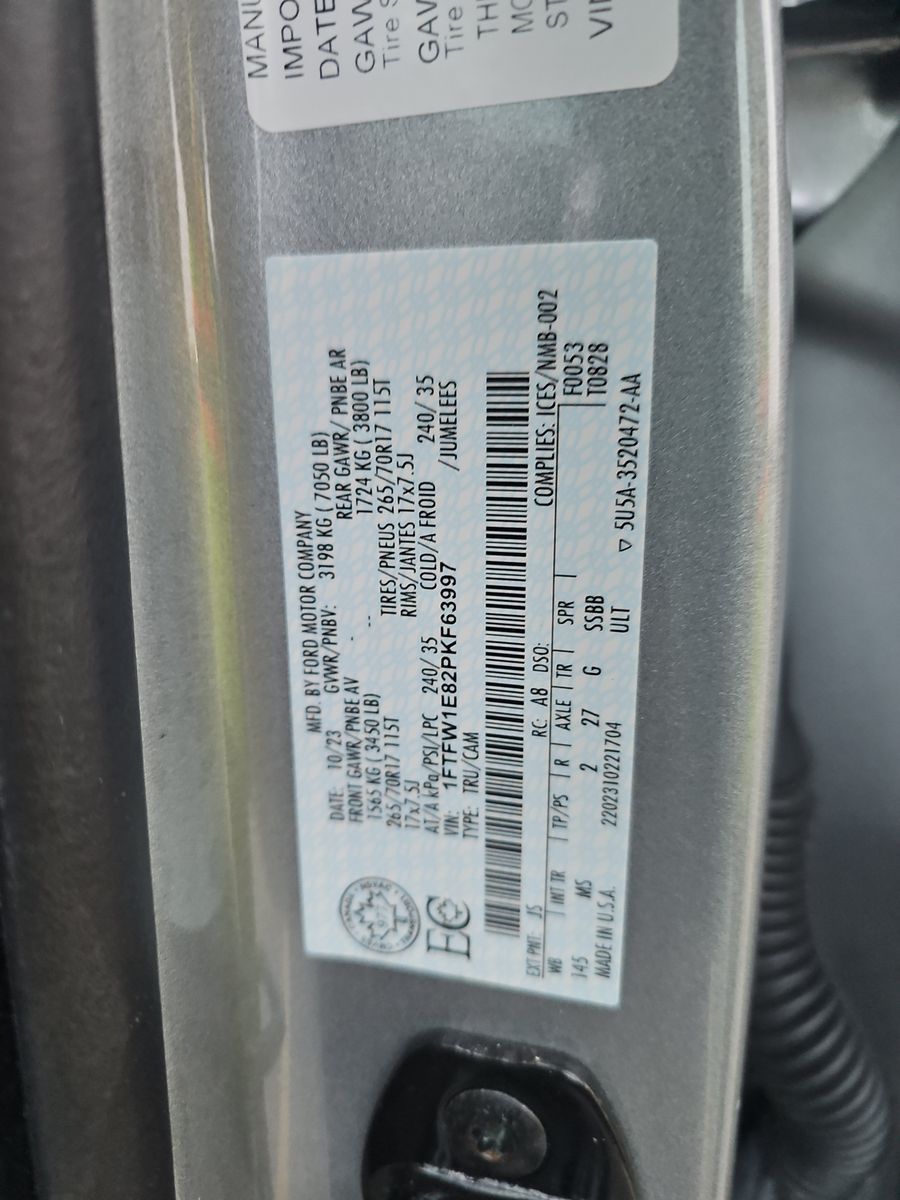 MANU
IMPO
DATE
GAW
Tire S
GAW
Tire
TH
MO
ST
VI
MFD. BY FORD MOTOR COMPANY
DATE: 10/23 GVWR/PNBV: 3198 KG ( 7050 LB)
FRONT GAWR/PNBE AV REAR GAWR/ PNBE AR
1565 KG ( 3450 LB) 1724 KG ( 3800 LB)
265/70R17 115T TIRES/PNEUS 265/70R17 115T
17x7.5J RIMS/JANTES 17x7.5J
AT/A kPa/PSI/LPC 240/ 35 COLD/A FROID 240/ 35
VIN: 1FTFW1E82PKF63997 /JUMELEES
TYPE: TRU/CAM
EC
COMPLIES: ICES/NMB-002
EXT PNT: JS RC: A8 DSO: F0053
WB INT TR TP/PS R AXLE TR SPR T0828
145 MS 2 27 G SSBB
MADE IN U.S.A. 2202310221704 ULT ▽ 5U5A-3520472-AA